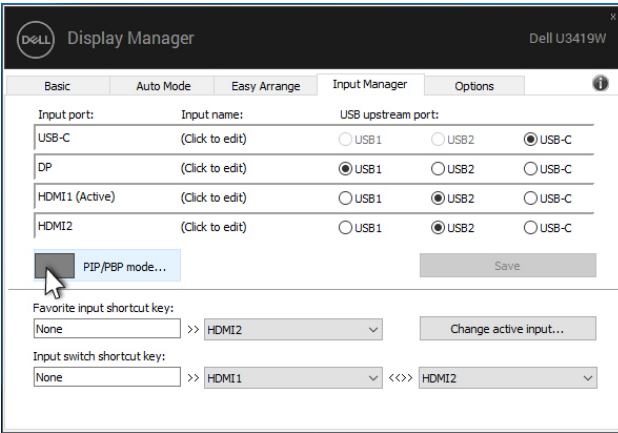 x
DELL Display Manager Dell U3419W
Basic Auto Mode Easy Arrange Input Manager Options i
Input port: Input name: USB upstream port:
USB-C (Click to edit) USB1 USB2 USB-C
DP (Click to edit) USB1 USB2 USB-C
HDMI1 (Active) (Click to edit) USB1 USB2 USB-C
HDMI2 (Click to edit) USB1 USB2 USB-C
PIP/PBP mode... Save
Favorite input shortcut key:
None >> HDMI2 Change active input...
Input switch shortcut key:
None >> HDMI1 <<>> HDMI2